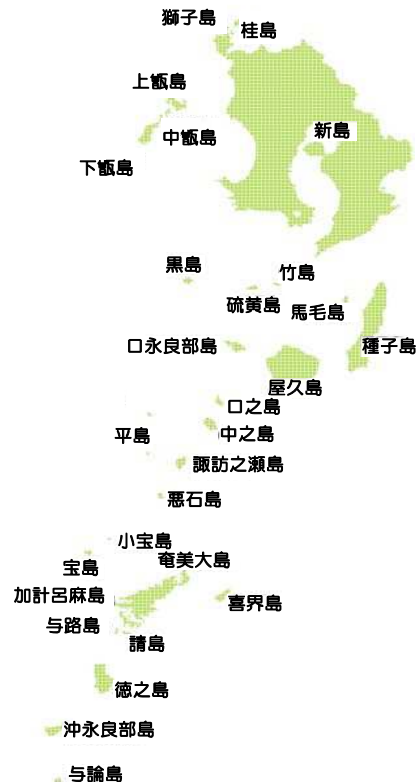 獅子島
桂島
上甑島
中甑島
新島
下甑島
黒島
竹島
硫黄島
馬毛島
口永良部島
種子島
屋久島
口之島
平島
中之島
諏訪之瀬島
悪石島
小宝島
宝島
奄美大島
加計呂麻島
喜界島
与路島
請島
徳之島
沖永良部島
与論島